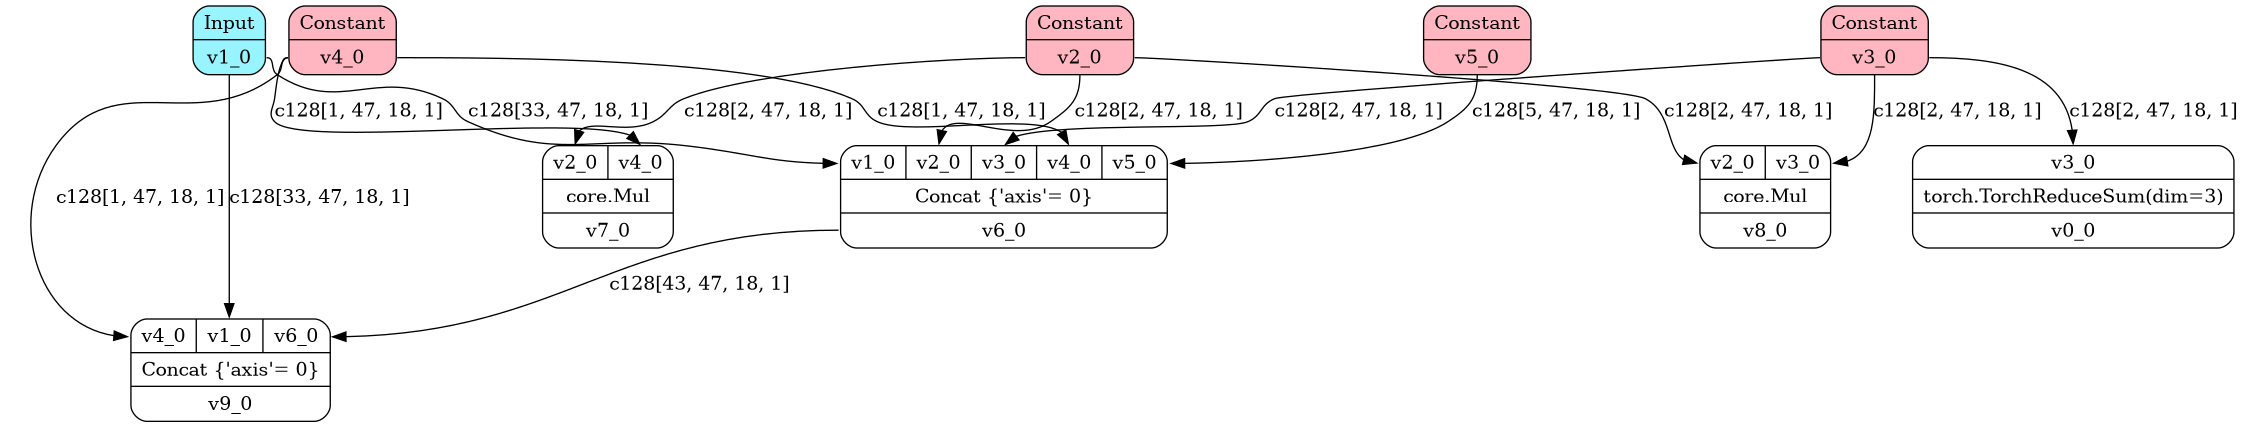 Input
v1_0
Constant
v4_0
Constant
v2_0
Constant
v5_0
Constant
v3_0
c128[1, 47, 18, 1]
c128[33, 47, 18, 1]
c128[2, 47, 18, 1]
c128[1, 47, 18, 1]
c128[2, 47, 18, 1]
c128[2, 47, 18, 1]
c128[5, 47, 18, 1]
c128[2, 47, 18, 1]
c128[2, 47, 18, 1]
c128[2, 47, 18, 1]
v2_0 v4_0
core.Mul
v7_0
v1_0 v2_0 v3_0 v4_0 v5_0
Concat {'axis'= 0}
v6_0
v2_0 v3_0
core.Mul
v8_0
v3_0
torch.TorchReduceSum(dim=3)
v0_0
c128[1, 47, 18, 1]
c128[33, 47, 18, 1]
c128[43, 47, 18, 1]
v4_0 v1_0 v6_0
Concat {'axis'= 0}
v9_0